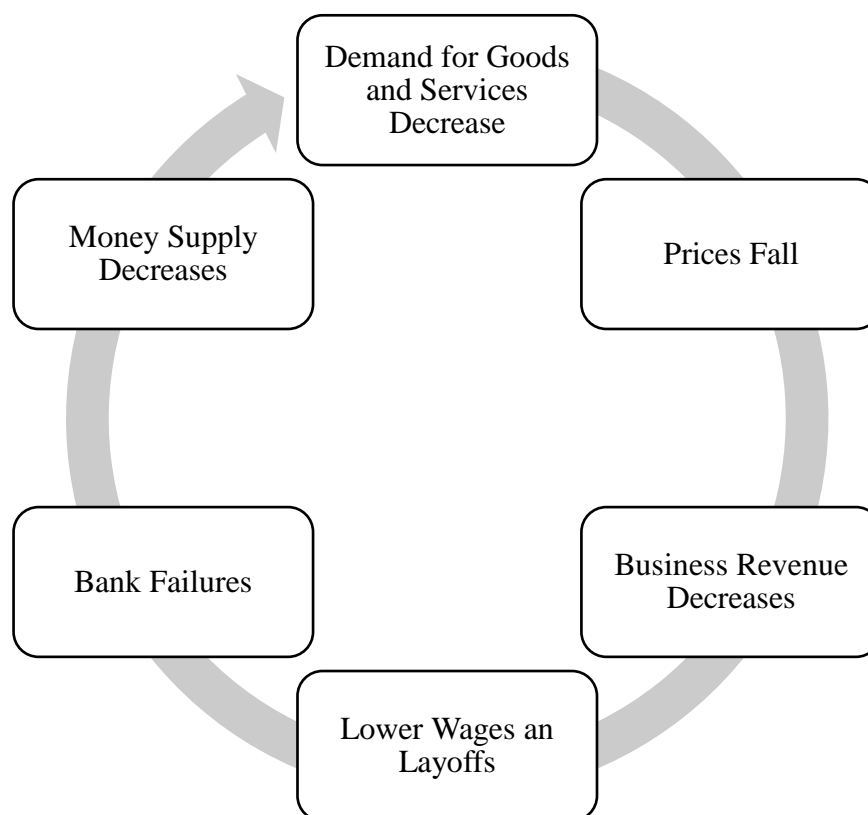 Demand for Goods
and Services
Decrease
Prices Fall
Business Revenue
Decreases
Lower Wages an
Layoffs
Bank Failures
Money Supply
Decreases